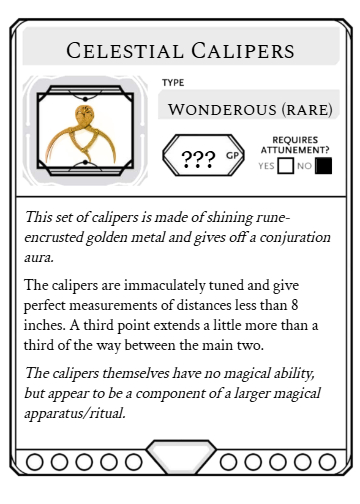 Celestial Calipers
TYPE
Wonderous (rare)
??? GP
REQUIRES
ATTUNEMENT?
YES NO
This set of calipers is made of shining rune-
encrusted golden metal and gives off a conjuration
aura.
The calipers are immaculately tuned and give
perfect measurements of distances less than 8
inches. A third point extends a little more than a
third of the way between the main two.
The calipers themselves have no magical ability,
but appear to be a component of a larger magical
apparatus/ritual.